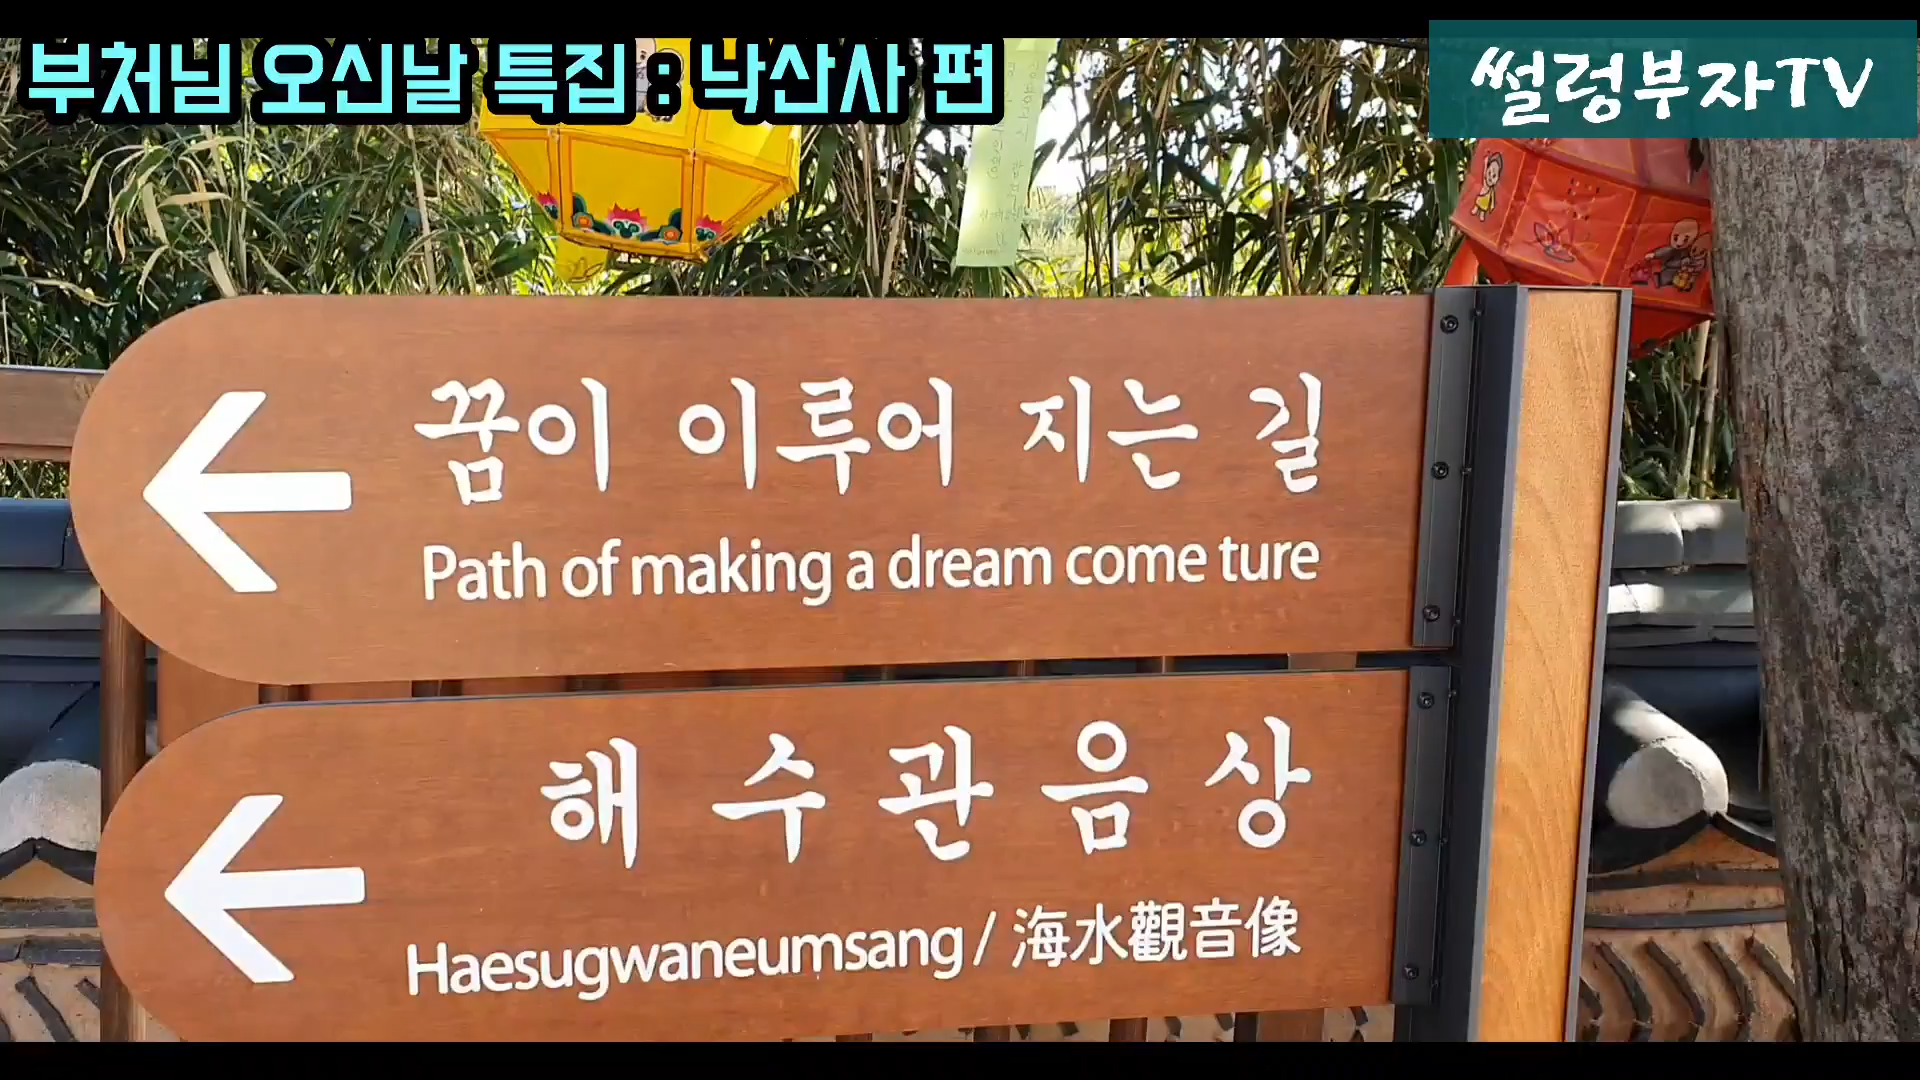 부처님 오신날 특집 : 낙산사 편
썰렁부자TV
꿈이 이루어 지는 길
Path of making a dream come ture
해수관음상
Haesugwaneumsang / 海水觀音像